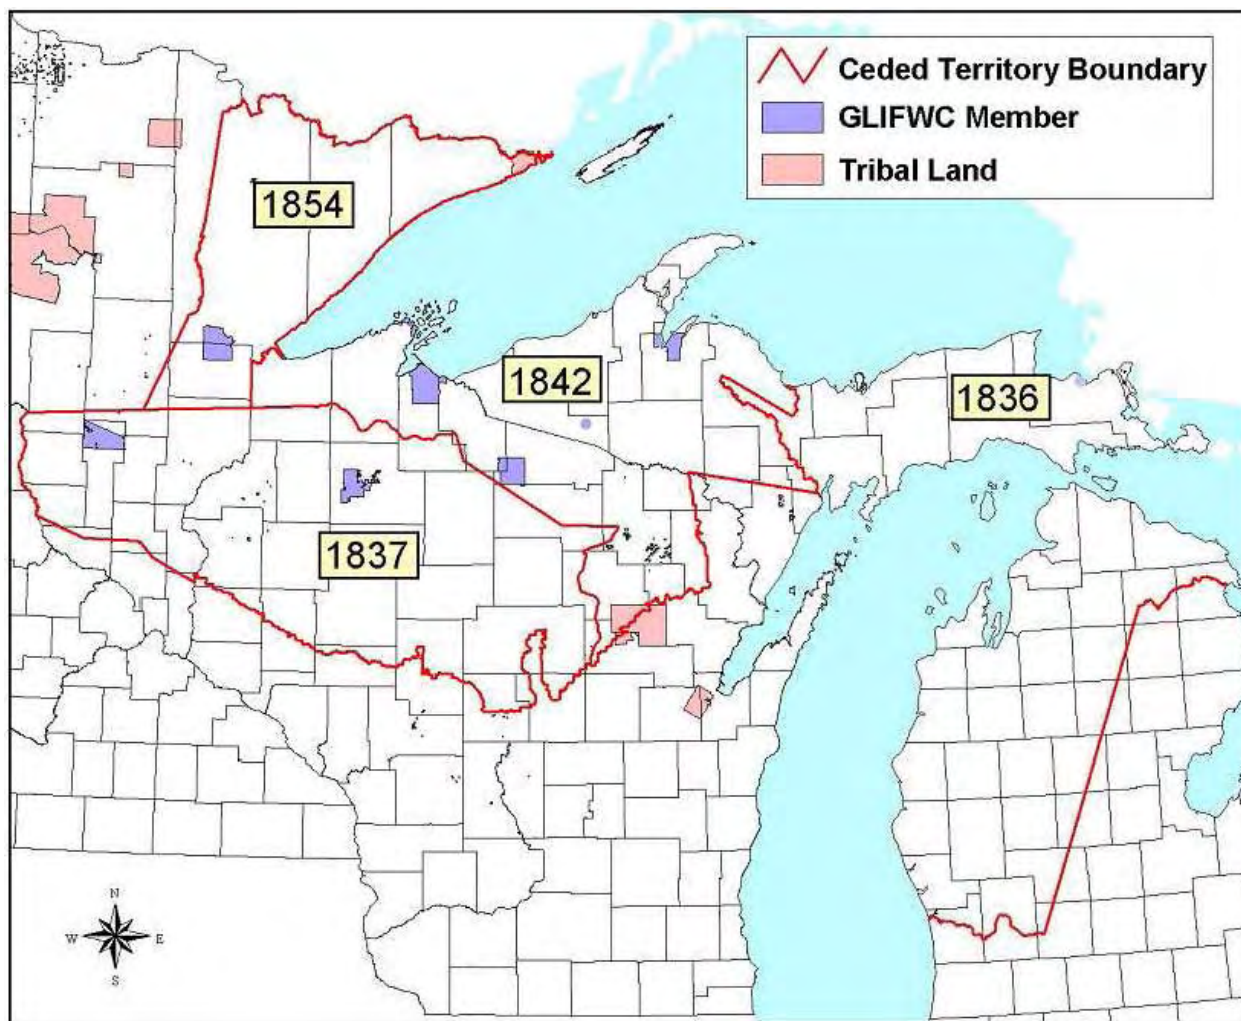 Ceded Territory Boundary
GLIFWC Member
Tribal Land
1854
1842
1836
1837
N
W E
S